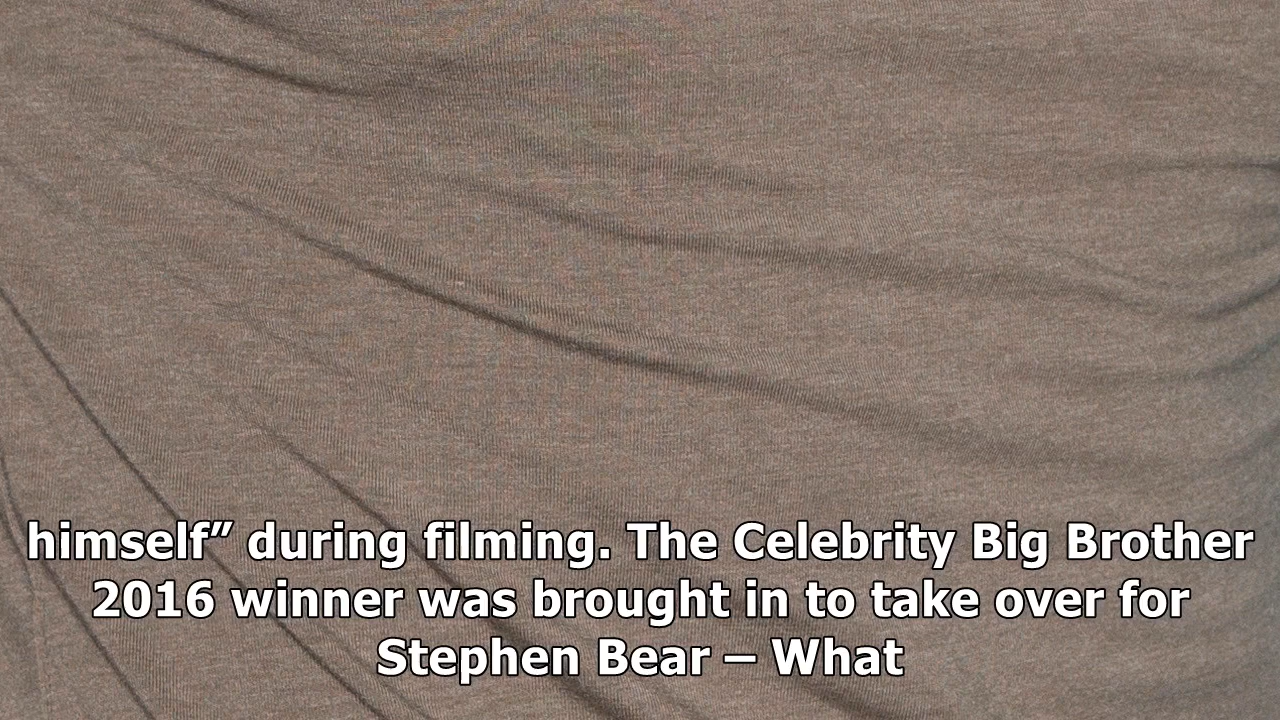 himself” during filming. The Celebrity Big Brother
2016 winner was brought in to take over for
Stephen Bear – What